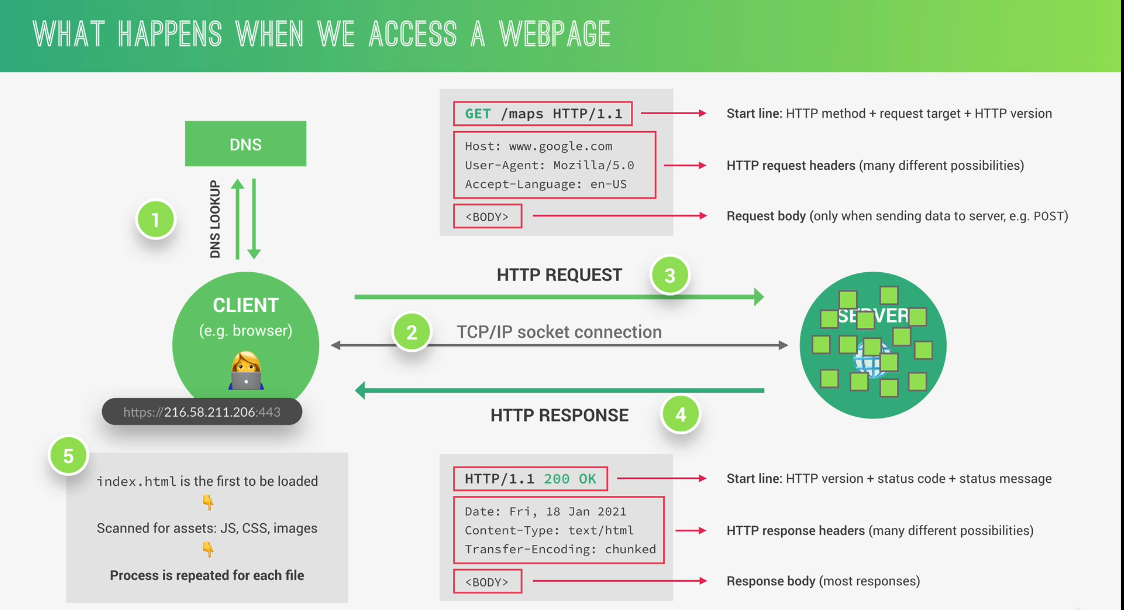 WHAT HAPPENS WHEN WE ACCESS A WEBPAGE
DNS
DNS LOOKUP
1
CLIENT
(e.g. browser)
https://216.58.211.206:443
GET /maps HTTP/1.1
Start line: HTTP method + request target + HTTP version
Host: www.google.com
User-Agent: Mozilla/5.0
Accept-Language: en-US
HTTP request headers (many different possibilities)
<BODY>
Request body (only when sending data to server, e.g. POST)
HTTP REQUEST
3
2
TCP/IP socket connection
SERVER
HTTP RESPONSE
4
5
index.html is the first to be loaded
Scanned for assets: JS, CSS, images
Process is repeated for each file
HTTP/1.1 200 OK
Start line: HTTP version + status code + status message
Date: Fri, 18 Jan 2021
Content-Type: text/html
Transfer-Encoding: chunked
HTTP response headers (many different possibilities)
<BODY>
Response body (most responses)